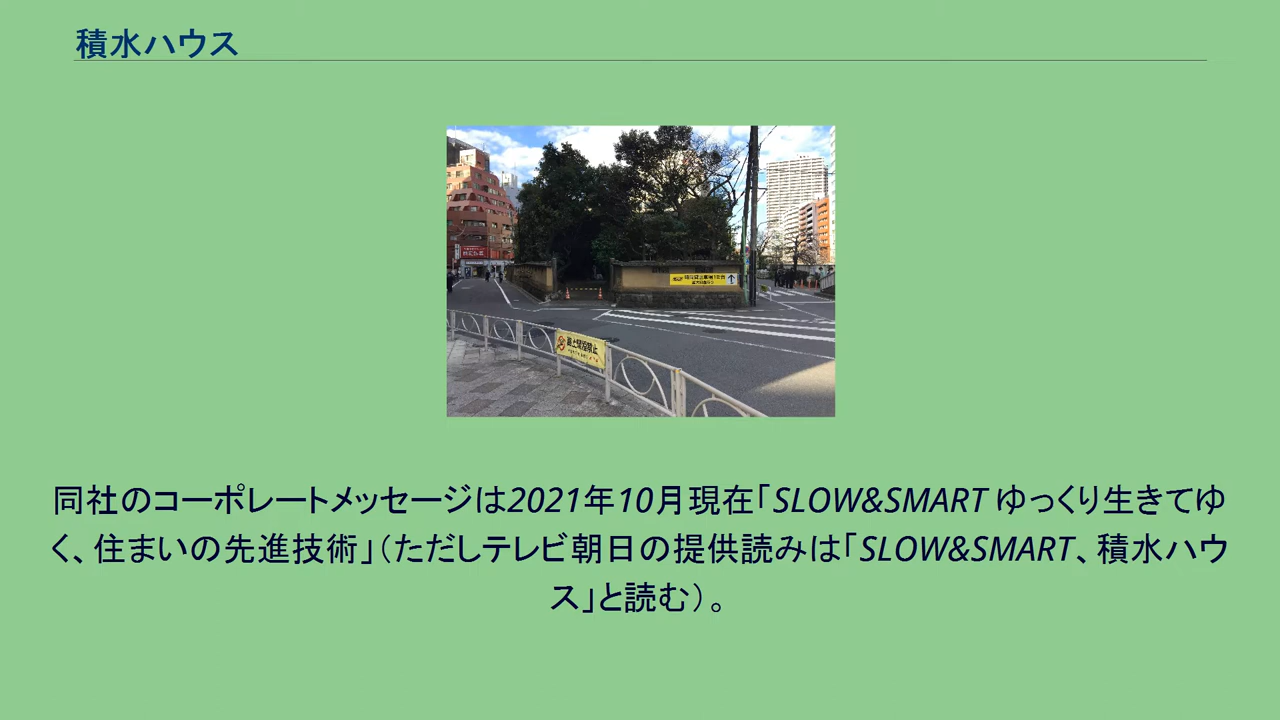 積水ハウス
同社のコーポレートメッセージは2021年10月現在「SLOW&SMART ゆっくり生きてゆ
く、住まいの先進技術」（ただしテレビ朝日の提供読みは「SLOW&SMART、積水ハウ
ス」と読む）。